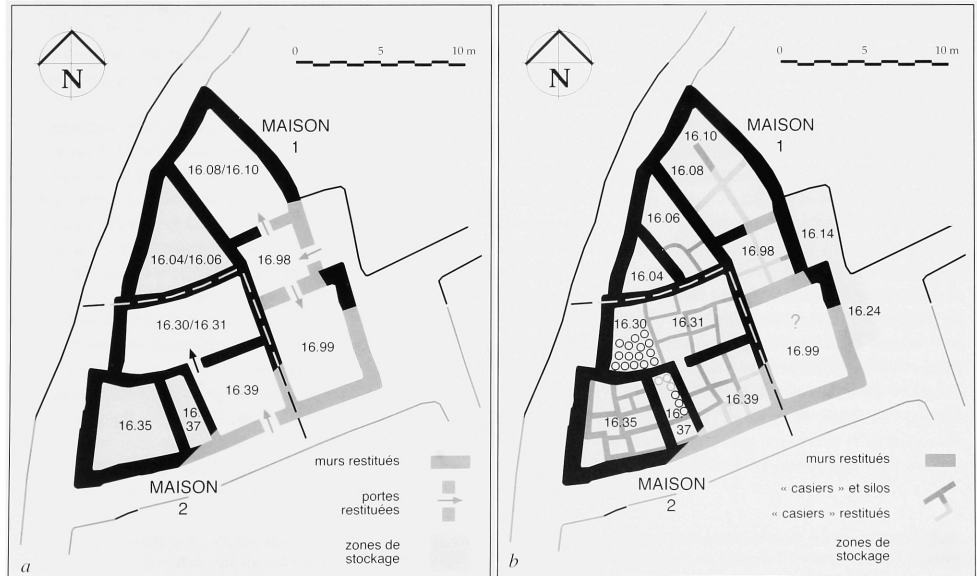 N
0 5 10 m
MAISON
1
16.08/16.10
16.04/16.06
16.98
16.30/16 31
16.99
16.39
16.35
16.
37
MAISON
2
murs restitués
portes
restituées
zones de
stockage
a
N
0 5 10 m
MAISON
1
16.10
16.08
16.06
16.14
16.98
16.04
16.24
16.30
16.31
?
16.99
16.39
16.35
16.
37
MAISON
2
murs restitués
« casiers » et silos
« casiers » restitués
zones de
stockage
b